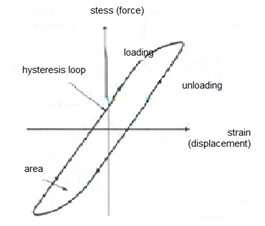 stess (force)
loading
hysteresis loop
unloading
strain
(displacement)
area